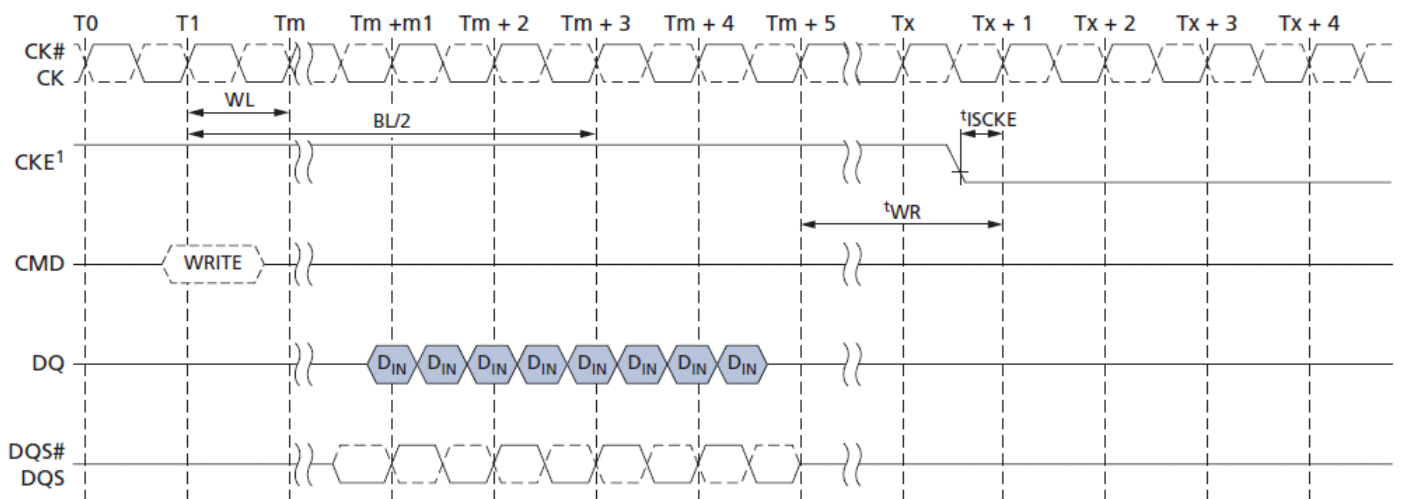 T0 T1 Tm Tm +m1 Tm + 2 Tm + 3 Tm + 4 Tm + 5 Tx Tx + 1 Tx + 2 Tx + 3 Tx + 4
CK#
CK
WL
BL/2
tISCKE
CKE1
tWR
CMD WRITE
DQ DIN DIN DIN DIN DIN DIN DIN DIN
DQS#
DQS